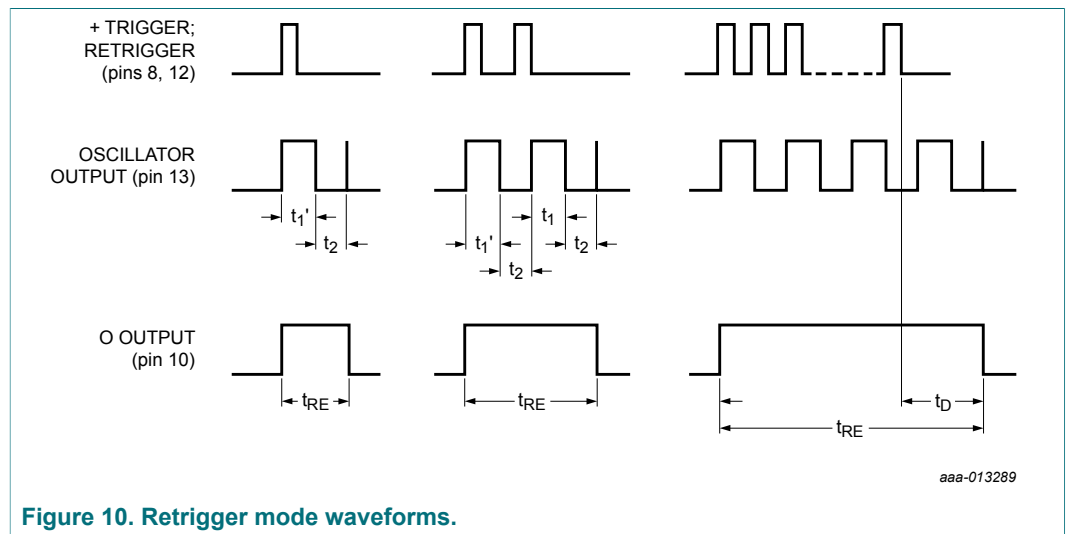 + TRIGGER;
RETRIGGER
(pins 8, 12)
OSCILLATOR
OUTPUT (pin 13)
t1'
t2
t1'
t2
t1
t2
O OUTPUT
(pin 10)
tRE
tRE
tD
tRE
aaa-013289
Figure 10. Retrigger mode waveforms.